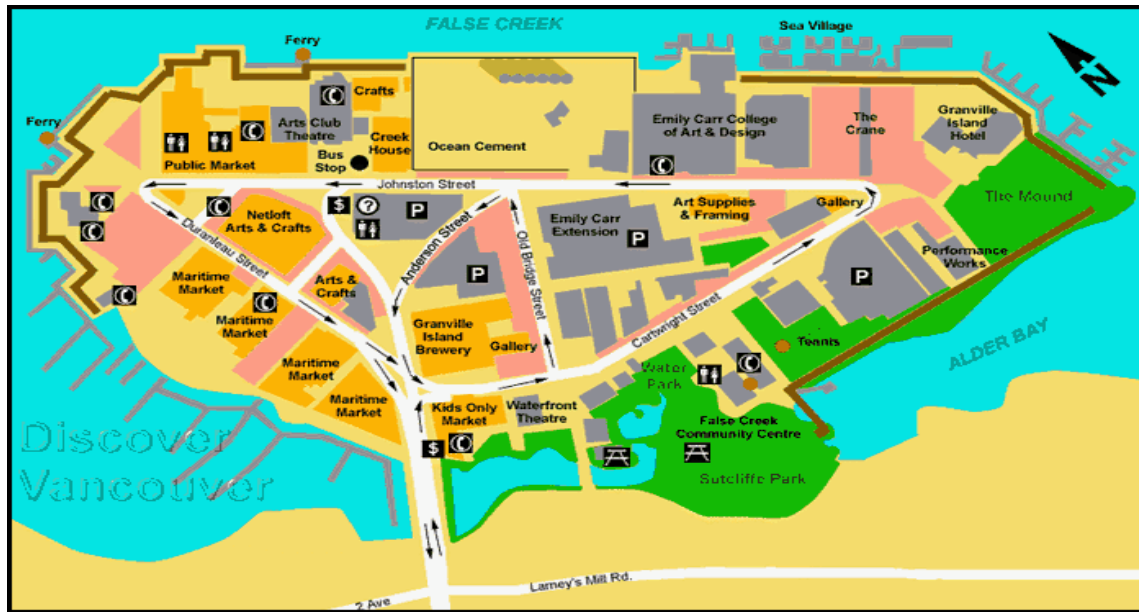 FALSE CREEK
Sea Village
Ferry
N
Crafts
Ferry
Arts Club
Theatre
Emily Carr College
of Art & Design
The
Crane
Granville
Island
Hotel
Creek
House
Ocean Cement
Bus
Stop
Public Market
Johnston Street
The Mound
$
?
P
Art Supplies
& Framing
Gallery
Netloft
Arts & Crafts
Emily Carr
Extension
P
Duranleau Street
Anderson Street
Old Bridge Street
Performance
Works
Maritime
Market
P
P
Arts &
Crafts
Cartwright Street
Maritime
Market
Granville
Island
Brewery
Gallery
Tennis
ALDER BAY
Maritime
Market
Water
Park
Maritime
Market
Kids Only
Market
Waterfront
Theatre
False Creek
Community Centre
$
Discover
Vancouver
Sutcliffe Park
Lamey's Mill Rd.
2 Ave